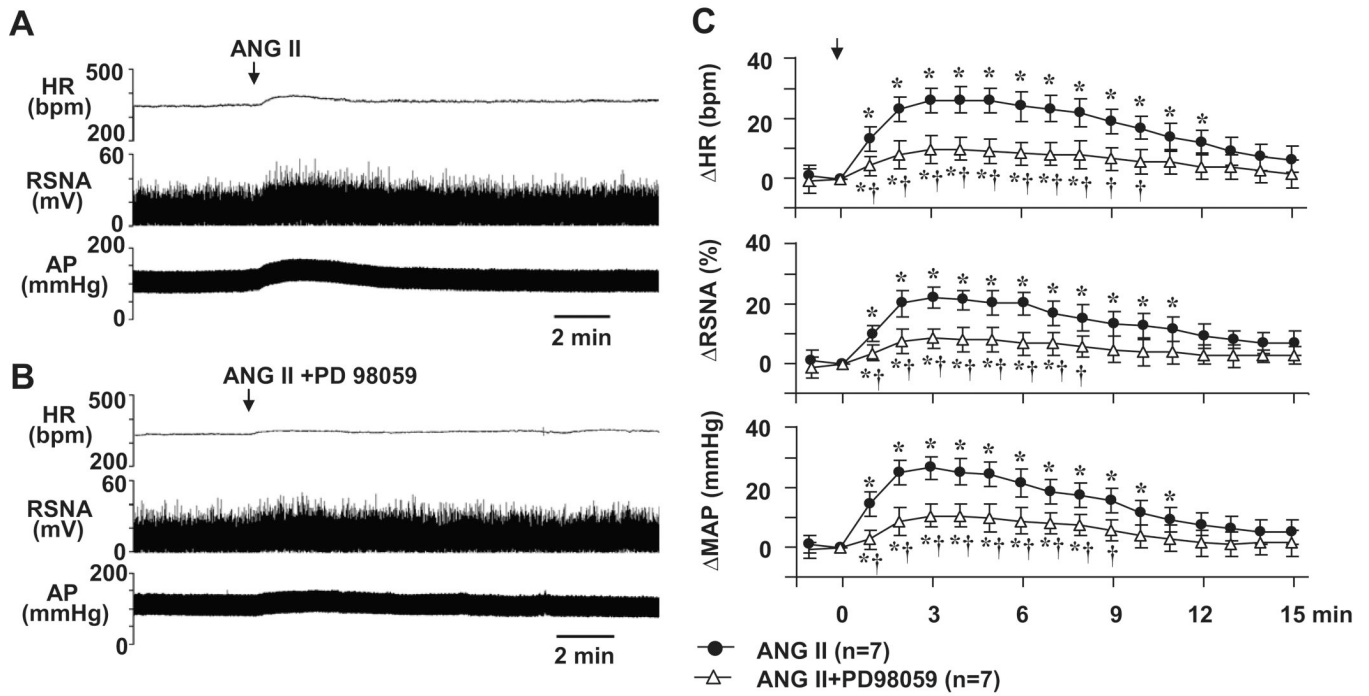 A
ANG II
500
HR
(bpm)
200
60
RSNA
(mV)
0
200
AP
(mmHg)
0
2 min
B
ANG II +PD 98059
500
HR
(bpm)
200
60
RSNA
(mV)
0
200
AP
(mmHg)
0
2 min
C
ΔHR (bpm)
40
20
0
* * * * * * * * * * * *
*† *† *† *† *† *† *† *† † †
ΔRSNA (%)
40
20
0
* * * * * * * * * * *
*† *† *† *† *† *† *† †
ΔMAP (mmHg)
40
20
0
* * * * * * * * * * *
*† *† *† *† *† *† *† *† †
0 3 6 9 12 15 min
ANG II (n=7)
ANG II+PD98059 (n=7)